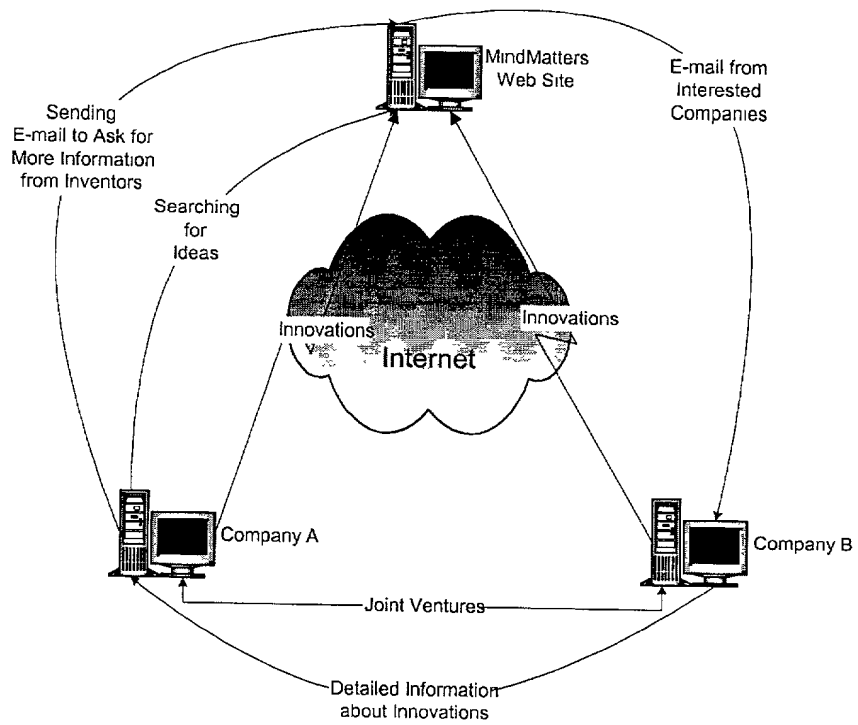 MindMatters
Web Site
E-mail from
Interested
Companies
Sending
E-mail to Ask for
More Information
from Inventors
Searching
for
Ideas
Innovations
Innovations
Internet
Company A
Company B
Joint Ventures
Detailed Information
about Innovations